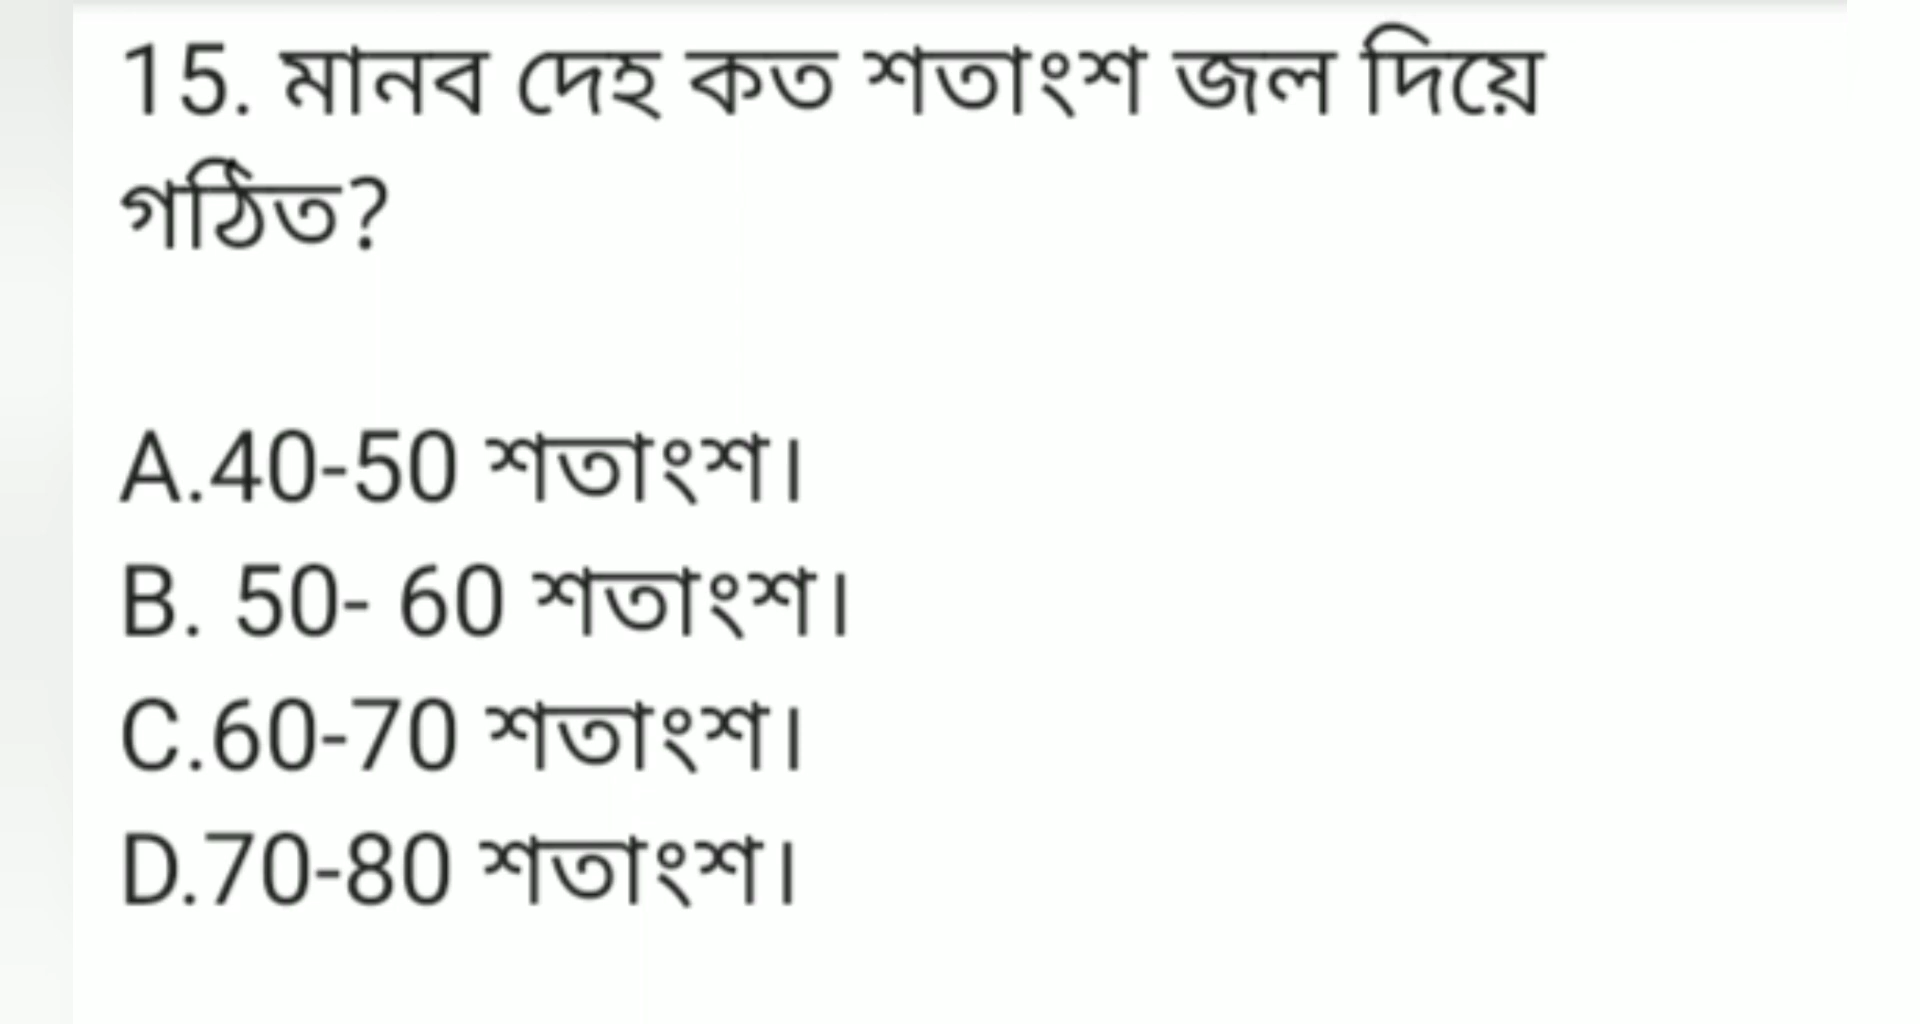 15. মানব দেহ কত শতাংশ জল দিয়ে
গঠিত?
A.40-50 শতাংশ।
B. 50- 60 শতাংশ।
C.60-70 শতাংশ।
D.70-80 শতাংশ।